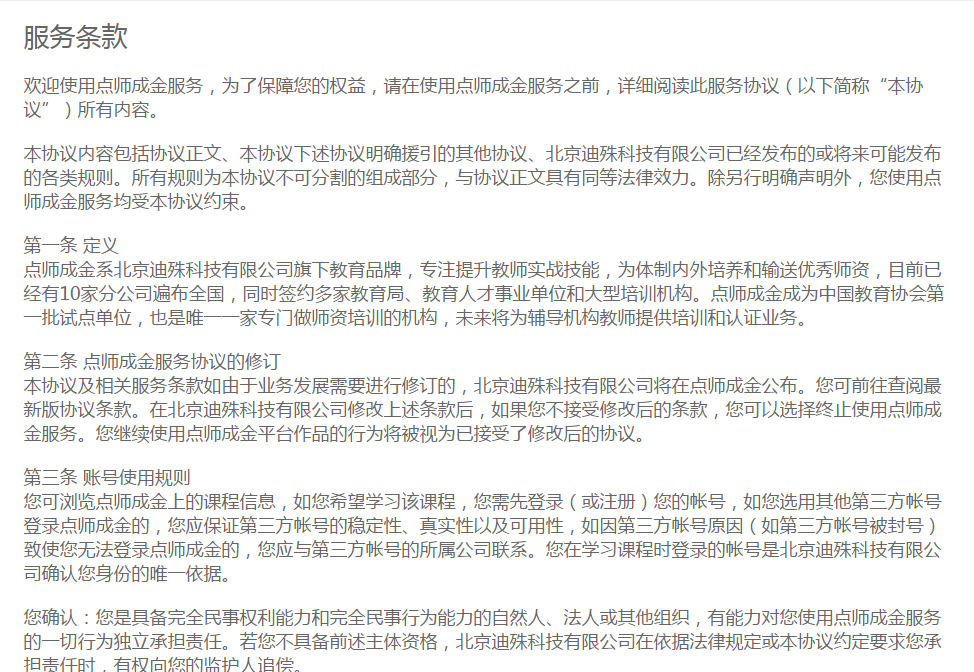 服务条款
欢迎使用点师成金服务，为了保障您的权益，请在使用点师成金服务之前，详细阅读此服务协议（以下简称“本协
议”）所有内容。
本协议内容包括协议正文、本协议下述协议明确援引的其他协议、北京迪殊科技有限公司已经发布的或将来可能发布
的各类规则。所有规则为本协议不可分割的组成部分，与协议正文具有同等法律效力。除另行明确声明外，您使用点
师成金服务均受本协议约束。
第一条 定义
点师成金系北京迪殊科技有限公司旗下教育品牌，专注提升教师实战技能，为体制内外培养和输送优秀师资，目前已
经有10家分公司遍布全国，同时签约多家教育局、教育人才事业单位和大型培训机构。点师成金成为中国教育协会第
一批试点单位，也是唯一一家专门做师资培训的机构，未来将为辅导机构教师提供培训和认证业务。
第二条 点师成金服务协议的修订
本协议及相关服务条款如由于业务发展需要进行修订的，北京迪殊科技有限公司将在点师成金公布。您可前往查阅最
新版协议条款。在北京迪殊科技有限公司修改上述条款后，如果您不接受修改后的条款，您可以选择终止使用点师成
金服务。您继续使用点师成金平台作品的行为将被视为已接受了修改后的协议。
第三条 账号使用规则
您可浏览点师成金上的课程信息，如您希望学习该课程，您需先登录（或注册）您的帐号，如您选用其他第三方帐号
登录点师成金的，您应保证第三方帐号的稳定性、真实性以及可用性，如因第三方帐号原因（如第三方帐号被封号）
致使您无法登录点师成金的，您应与第三方帐号的所属公司联系。您在学习课程时登录的帐号是北京迪殊科技有限公
司确认您身份的唯一依据。
您确认：您是具备完全民事权利能力和完全民事行为能力的自然人、法人或其他组织，有能力对您使用点师成金服务
的一切行为独立承担责任。若您不具备前述主体资格，北京迪殊科技有限公司在依据法律规定或本协议约定要求您承
担责任时，有权向您的监护人追偿。